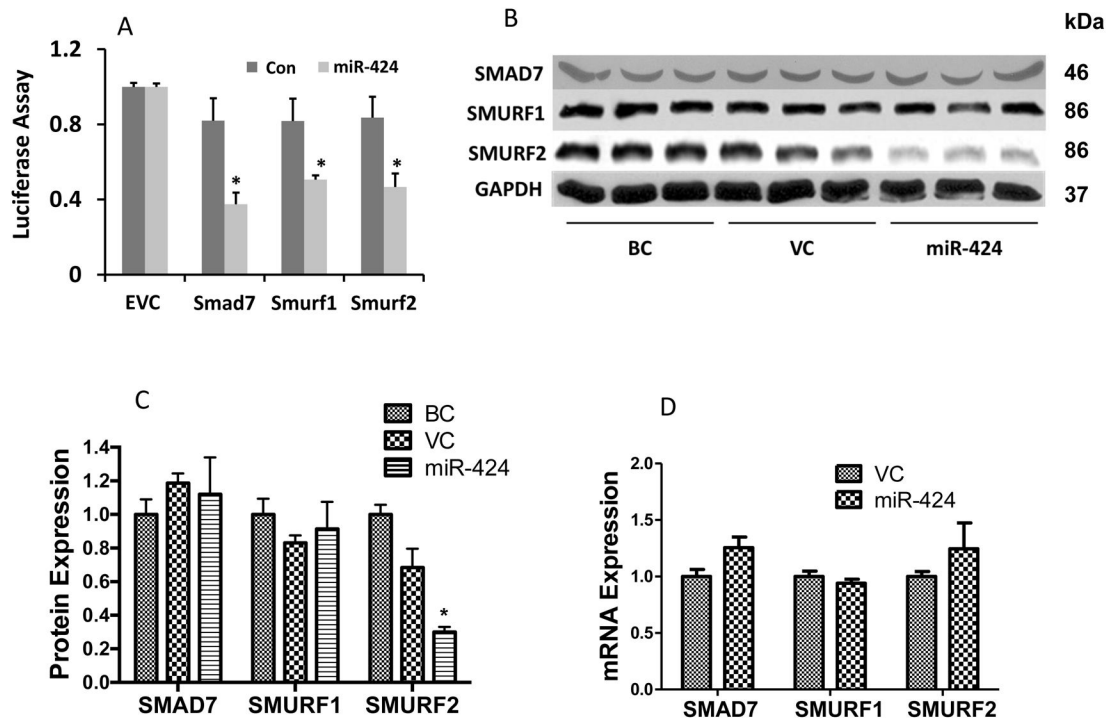 A
1.2
Con miR-424
0.8
Luciferase Assay
*
*
*
0.4
0
EVC Smad7 Smurf1 Smurf2
B
kDa
SMAD7 46
SMURF1 86
SMURF2 86
GAPDH 37
BC VC miR-424
C
BC
VC
miR-424
1.4
1.2
1.0
0.8
0.6
0.4
0.2
0.0
Protein Expression
*
SMAD7 SMURF1 SMURF2
D
VC
miR-424
2.0
1.5
1.0
0.5
0.0
mRNA Expression
SMAD7 SMURF1 SMURF2